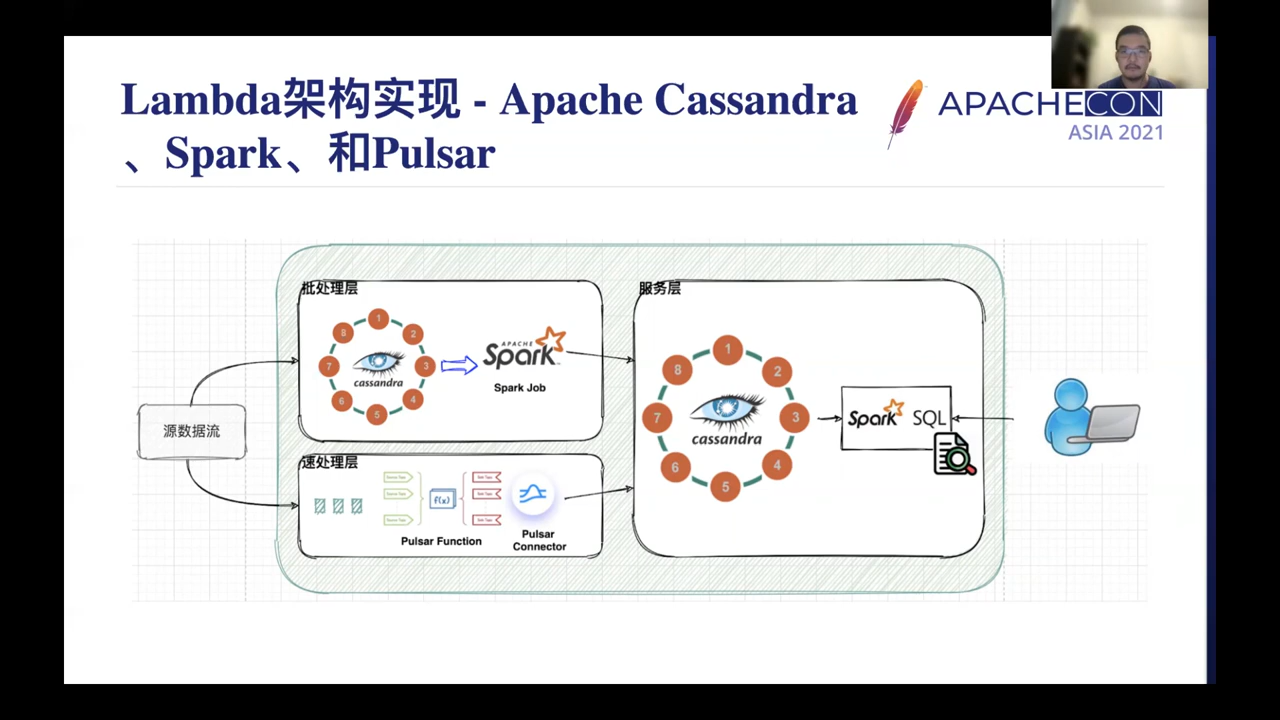 Lambda架构实现 - Apache Cassandra
、Spark、和Pulsar
APACHECON
ASIA 2021
批处理层
1
2
3
4
5
6
7
8
cassandra
APACHE
Spark
Spark Job
服务层
1
2
3
4
5
6
7
8
cassandra
Spark SQL
源数据流
速处理层
f(x)
Pulsar Function
Pulsar
Connector